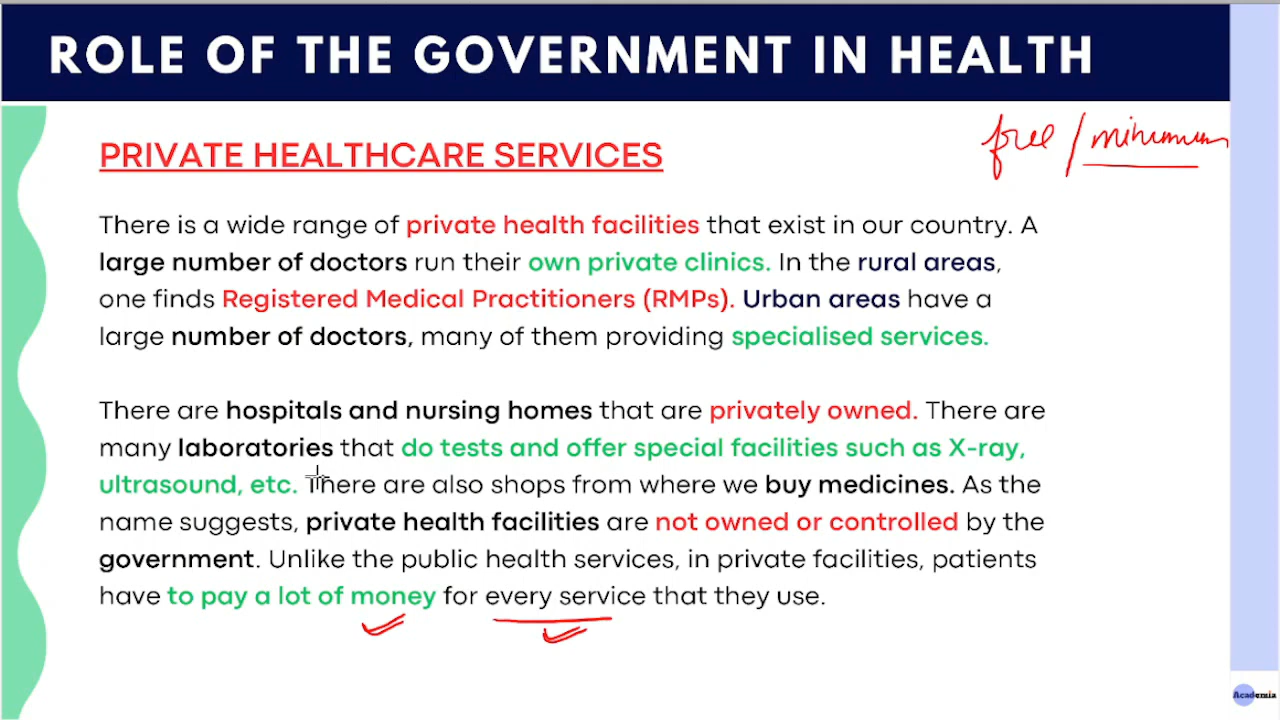 ROLE OF THE GOVERNMENT IN HEALTH
free / minimum
PRIVATE HEALTHCARE SERVICES
There is a wide range of private health facilities that exist in our country. A
large number of doctors run their own private clinics. In the rural areas,
one finds Registered Medical Practitioners (RMPs). Urban areas have a
large number of doctors, many of them providing specialised services.
There are hospitals and nursing homes that are privately owned. There are
many laboratories that do tests and offer special facilities such as X-ray,
ultrasound, etc. There are also shops from where we buy medicines. As the
name suggests, private health facilities are not owned or controlled by the
government. Unlike the public health services, in private facilities, patients
have to pay a lot of money for every service that they use.
Academia